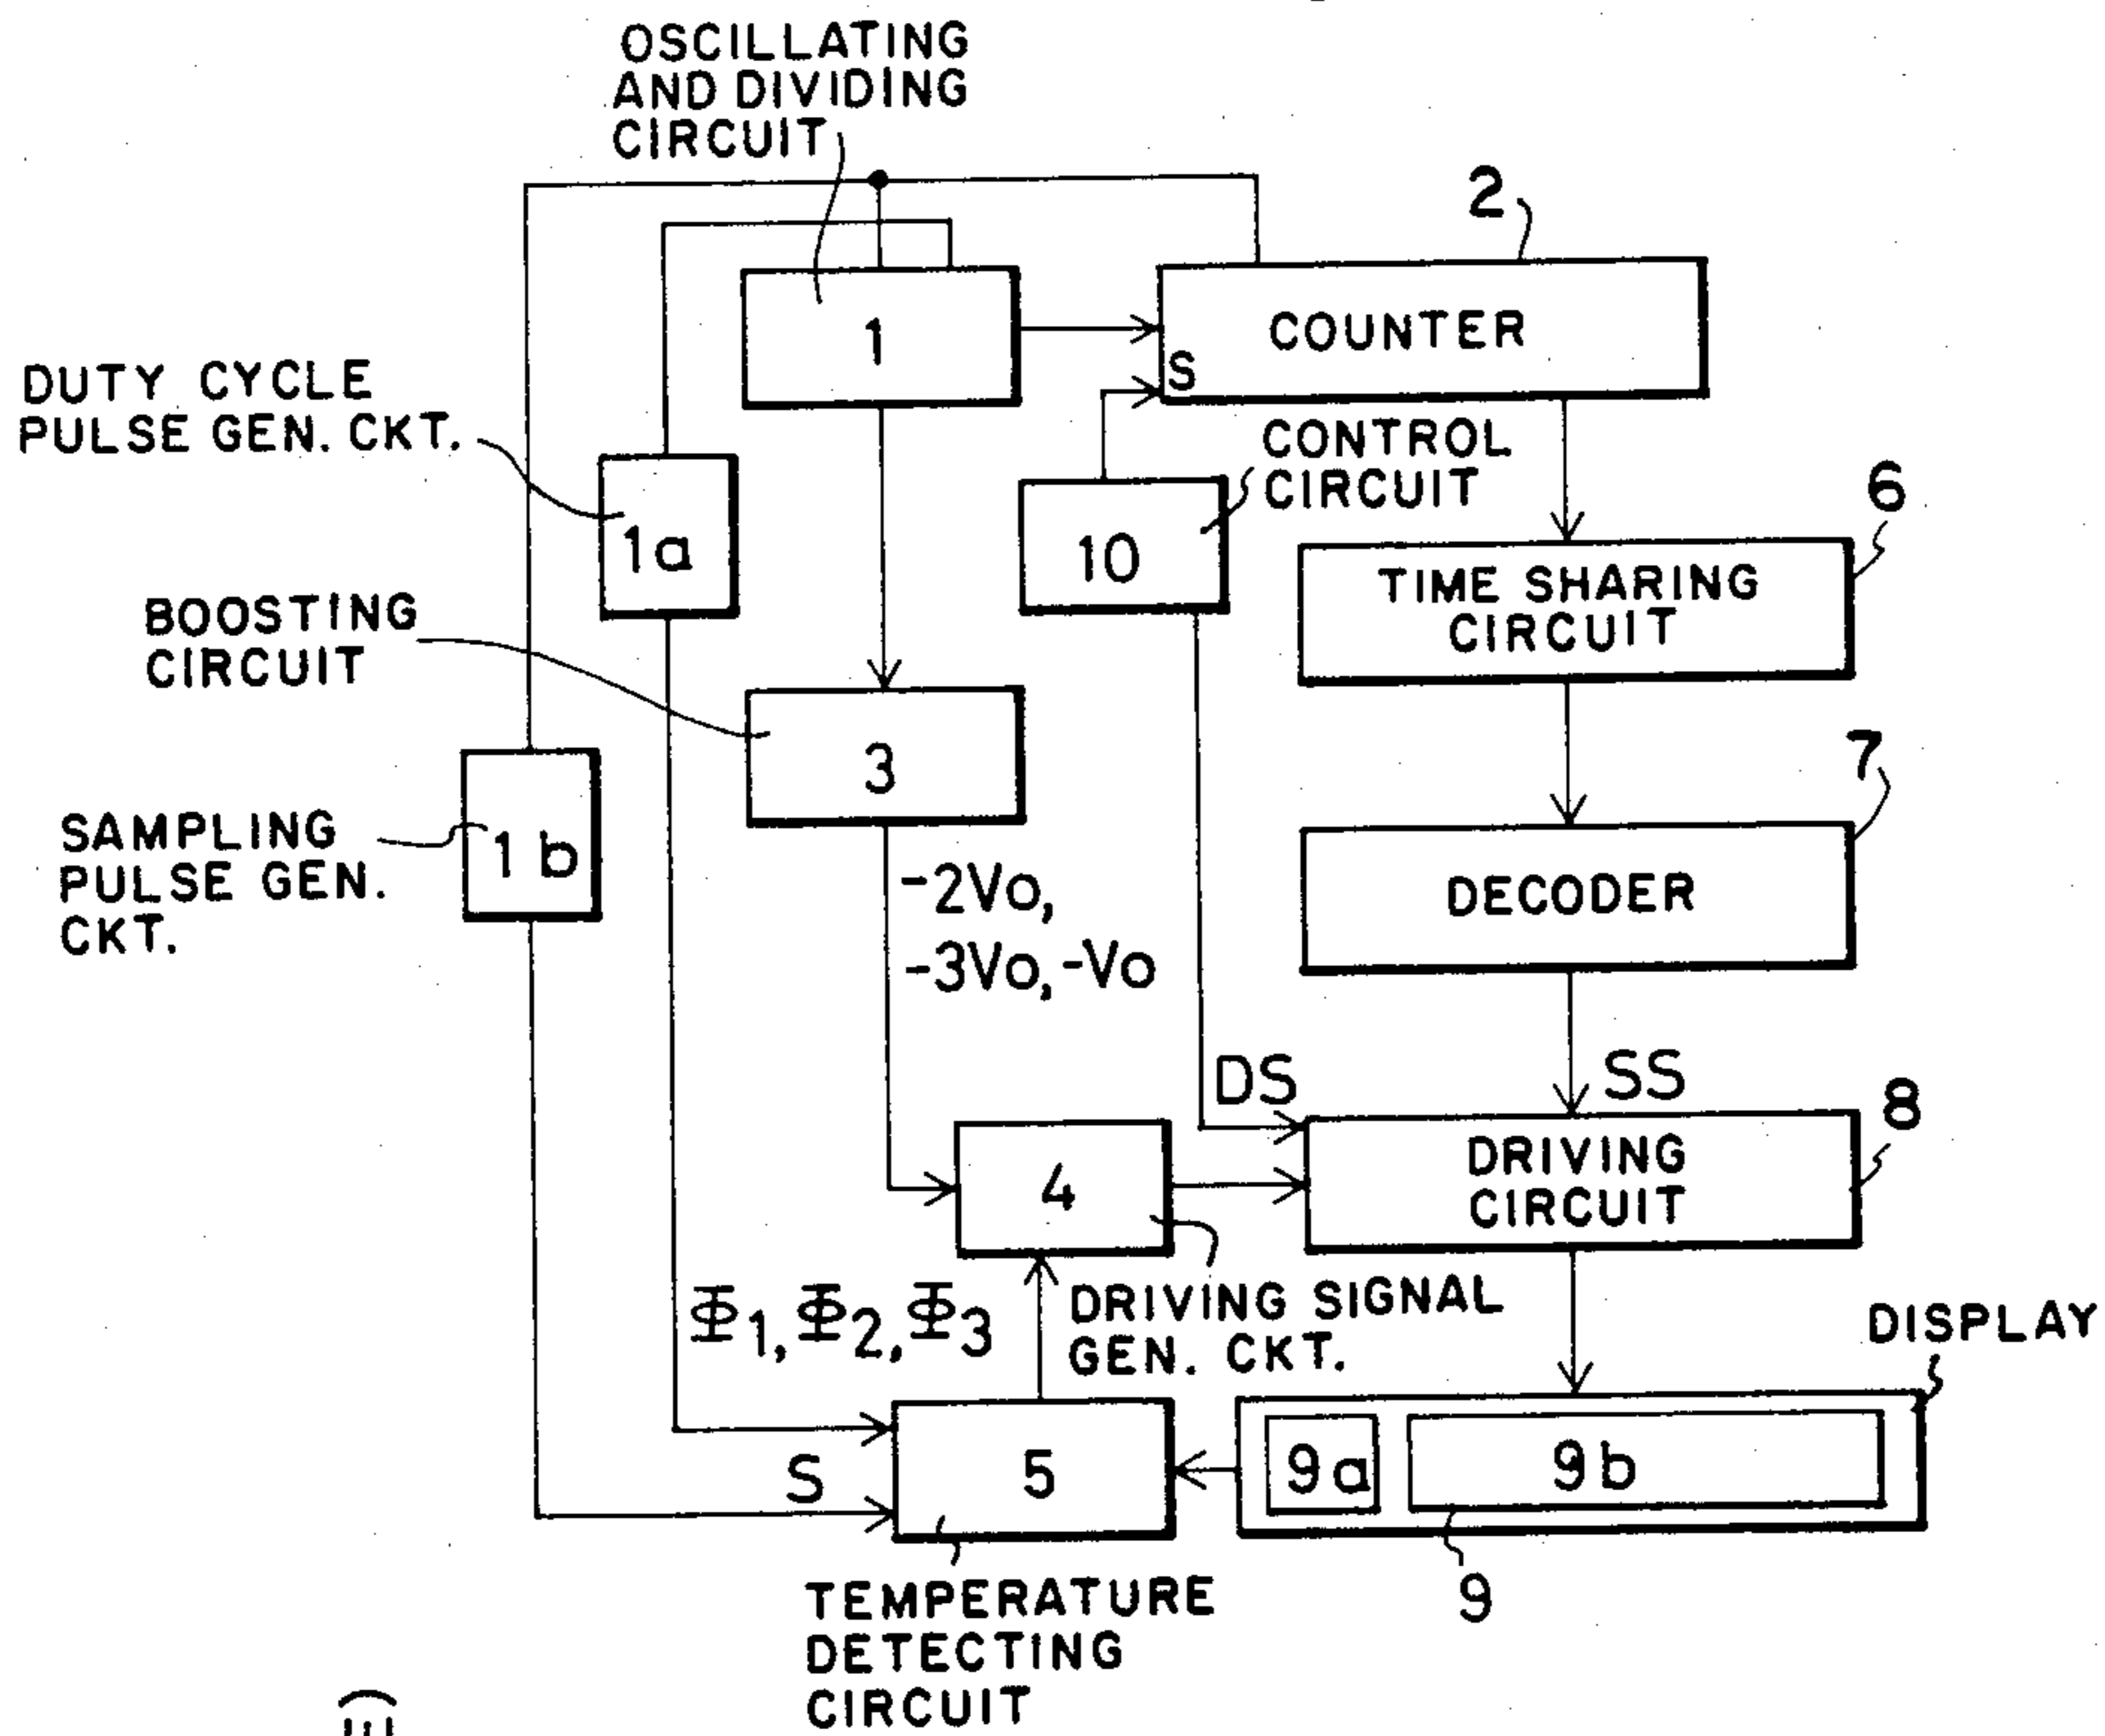 OSCILLATING
AND DIVIDING
CIRCUIT
2
1
COUNTER
S
DUTY CYCLE
PULSE GEN. CKT.
CONTROL
CIRCUIT
6
1a
10
TIME SHARING
CIRCUIT
BOOSTING
CIRCUIT
7
3
SAMPLING
PULSE GEN.
CKT.
1b
-2Vo,
-3Vo, -Vo
DECODER
DS
SS
8
4
DRIVING
CIRCUIT
Φ1, Φ2, Φ3
DRIVING SIGNAL
GEN. CKT.
DISPLAY
S
5
9a
9b
9
TEMPERATURE
DETECTING
CIRCUIT